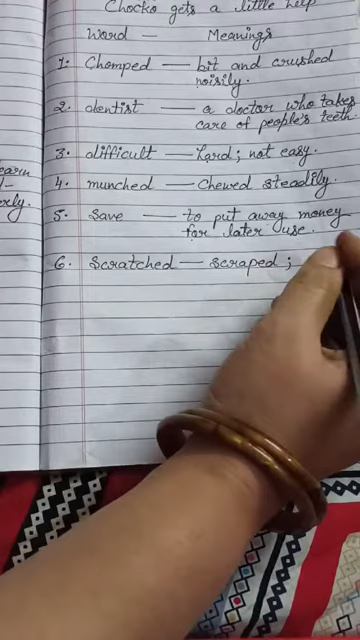 Chocko gets a little help
Word — Meanings
1. Chomped — bit and crushed
noisily.
2. dentist — a doctor who takes
care of people's teeth.
3. difficult — hard; not easy.
4. munched — Chewed steadily.
5. Save — to put away money
for later use.
6. Scratched — scraped;
earn